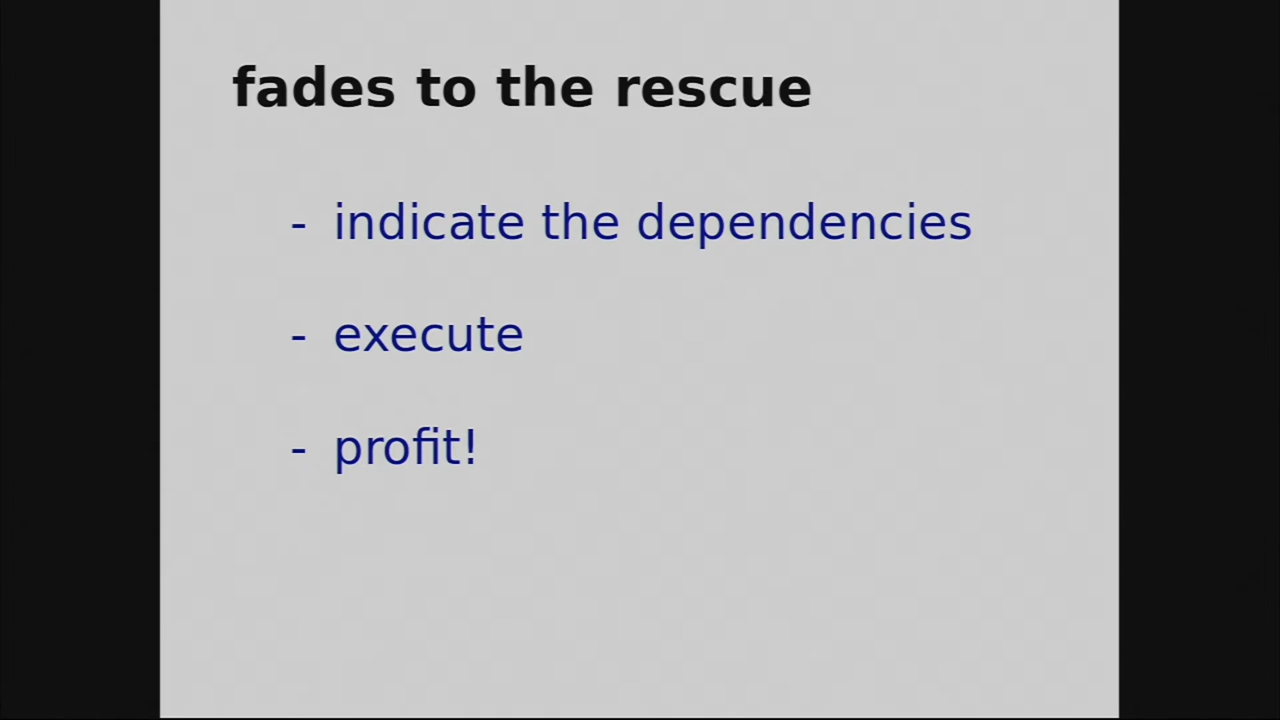 fades to the rescue
- indicate the dependencies
- execute
- profit!